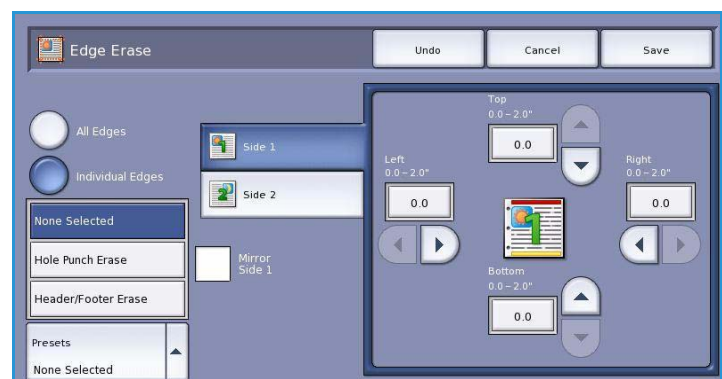 Edge Erase
Undo
Cancel
Save
All Edges
Individual Edges
None Selected
Hole Punch Erase
Header/Footer Erase
Presets
None Selected
Side 1
Side 2
Mirror
Side 1
Top
0.0 - 2.0"
0.0
Left
0.0 - 2.0"
0.0
Right
0.0 - 2.0"
0.0
Bottom
0.0 - 2.0"
0.0